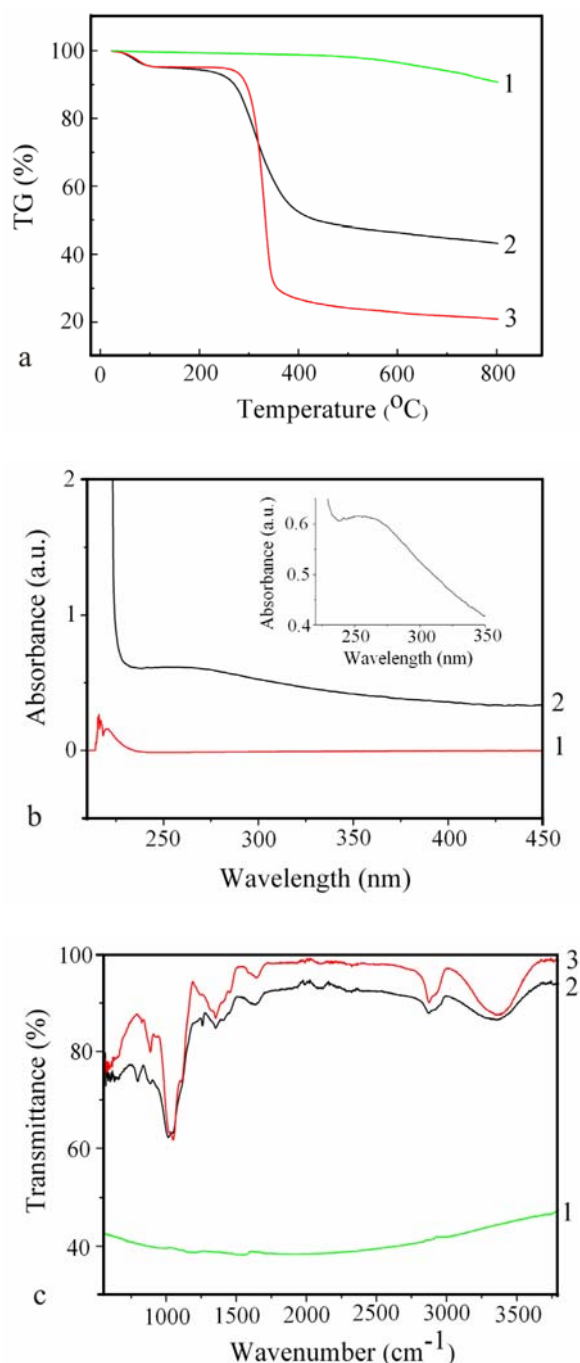 100
80
60
40
20
TG (%)
1
2
3
0 200 400 600 800
Temperature (°C)
a
2
1
0
Absorbance (a.u.)
0.6
0.5
0.4
Absorbance (a.u.)
250 300 350
Wavelength (nm)
2
1
250 300 350 400 450
Wavelength (nm)
b
100
80
60
40
Transmittance (%)
3
2
1
1000 1500 2000 2500 3000 3500
Wavenumber (cm⁻¹)
c